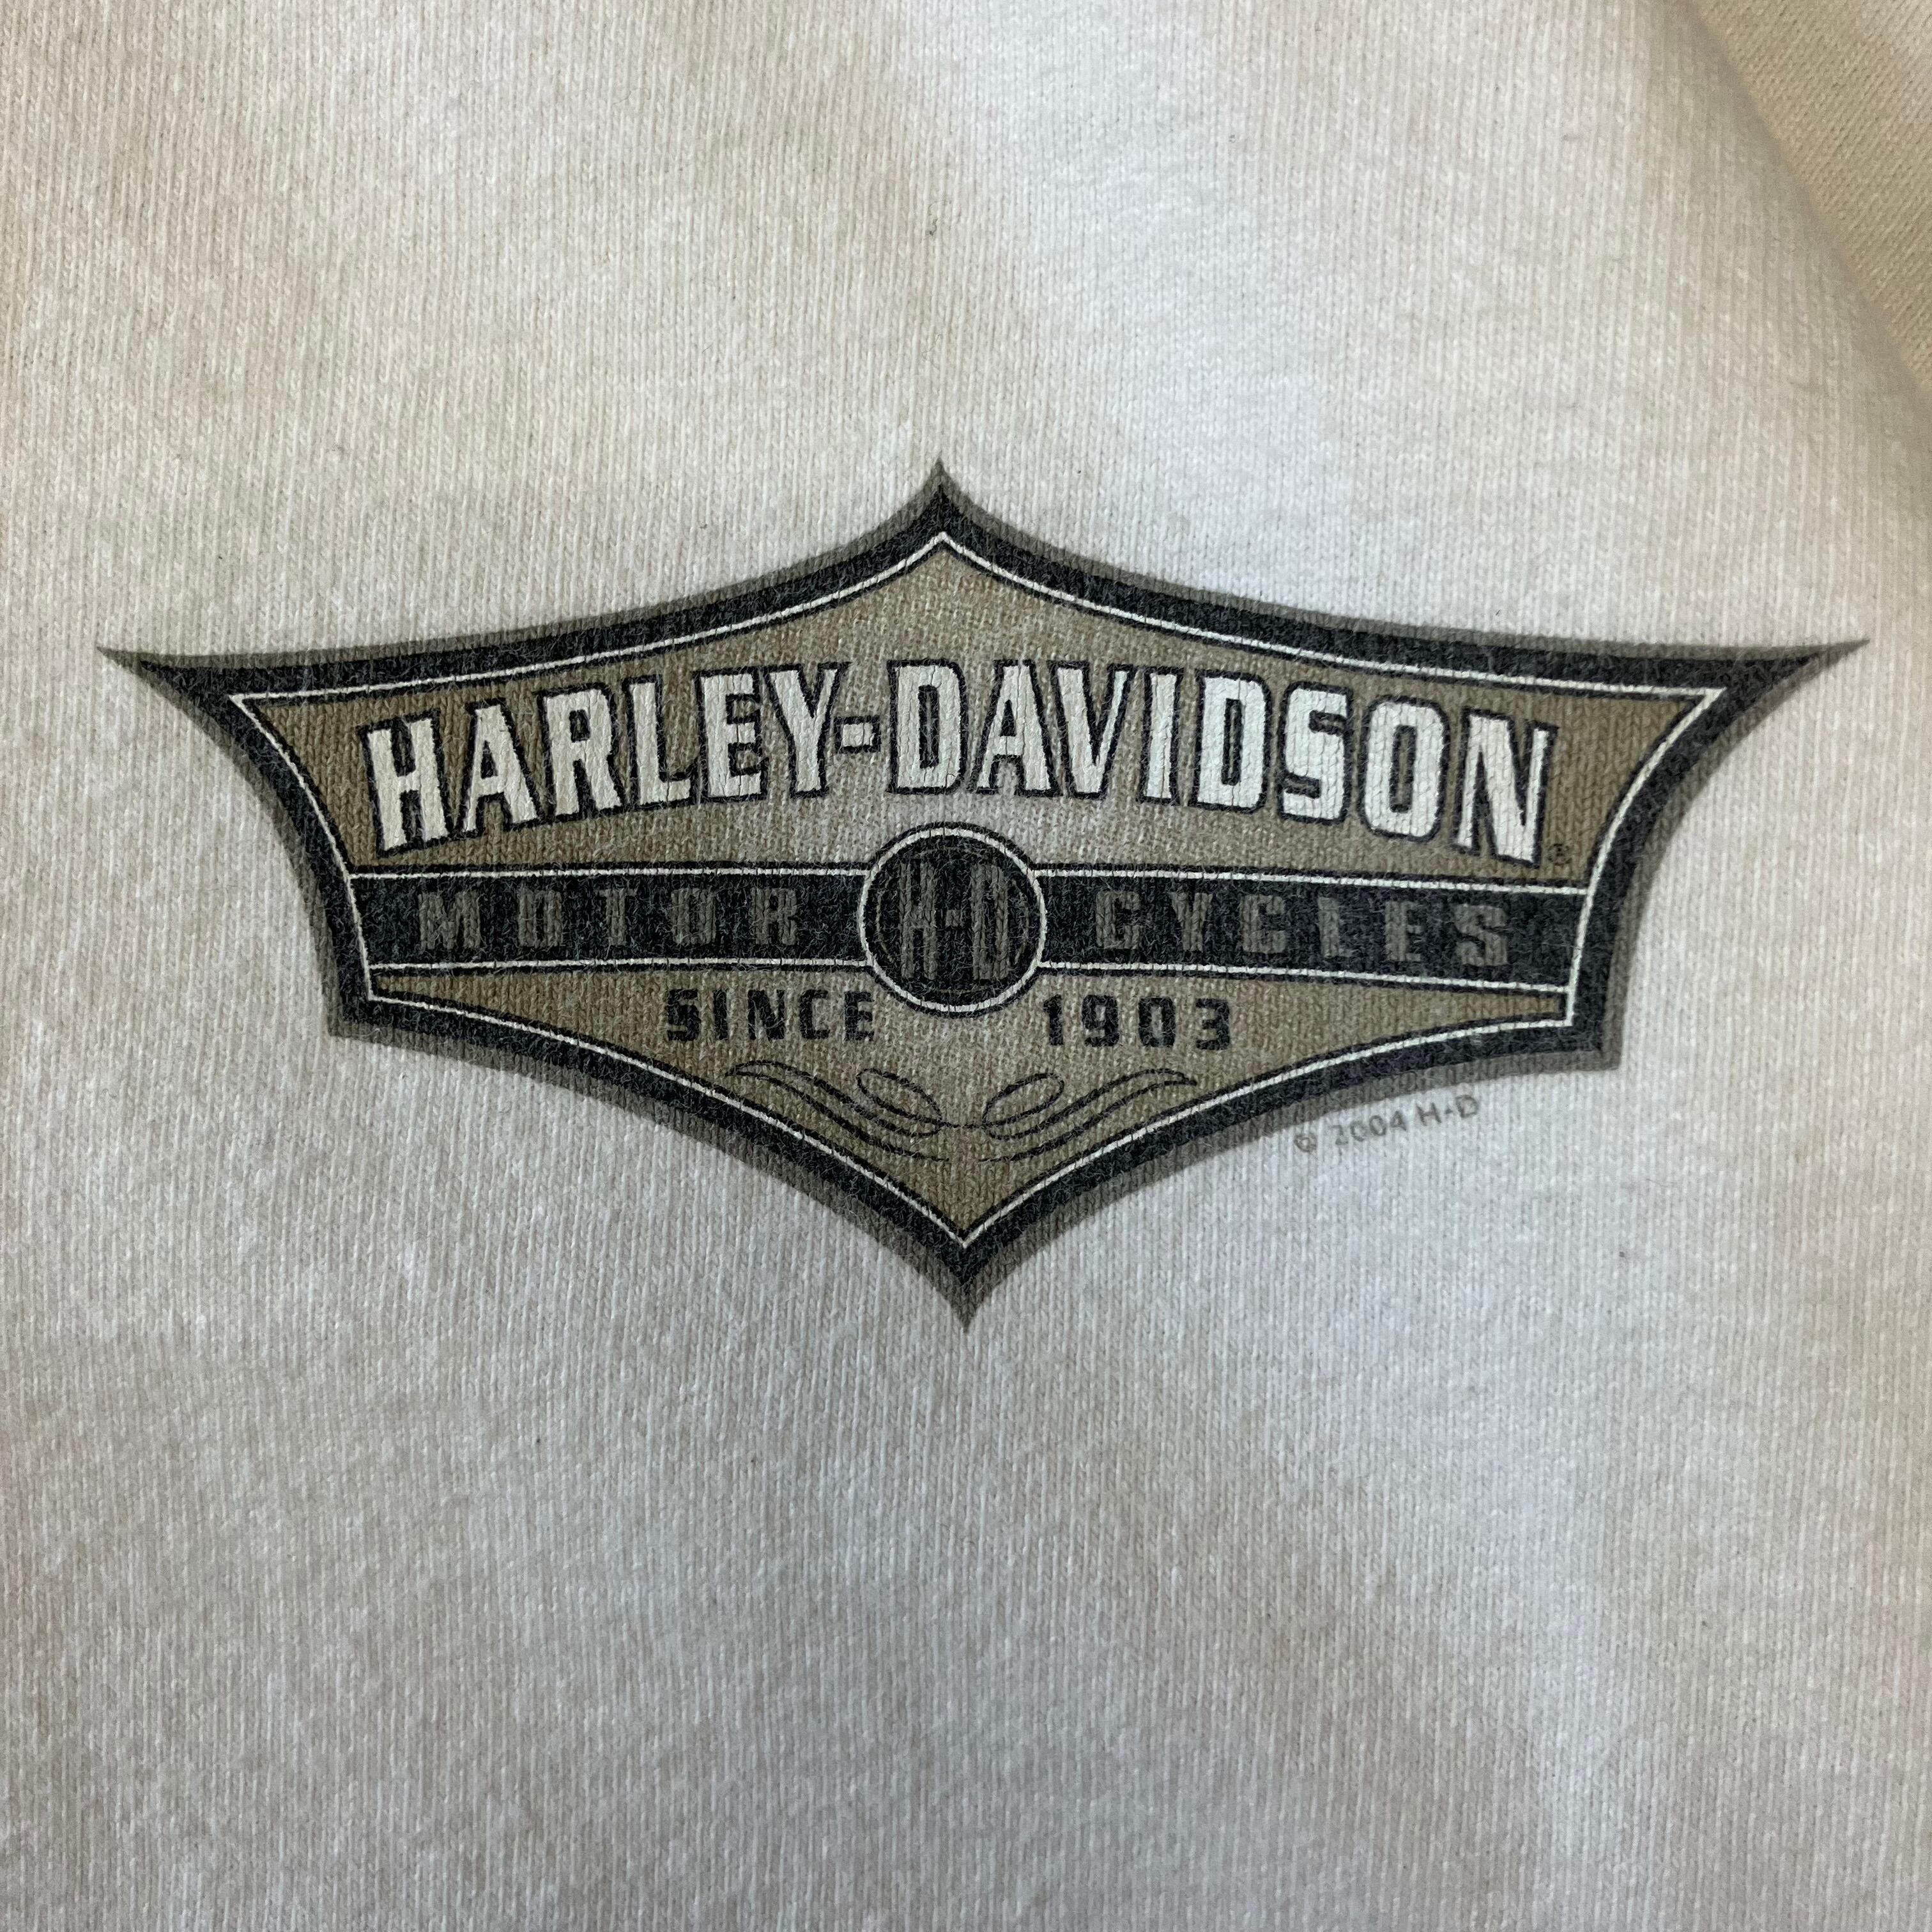 HARLEY-DAVIDSON®
MOTOR H-D CYCLES
SINCE 1903
© 2004 H-D